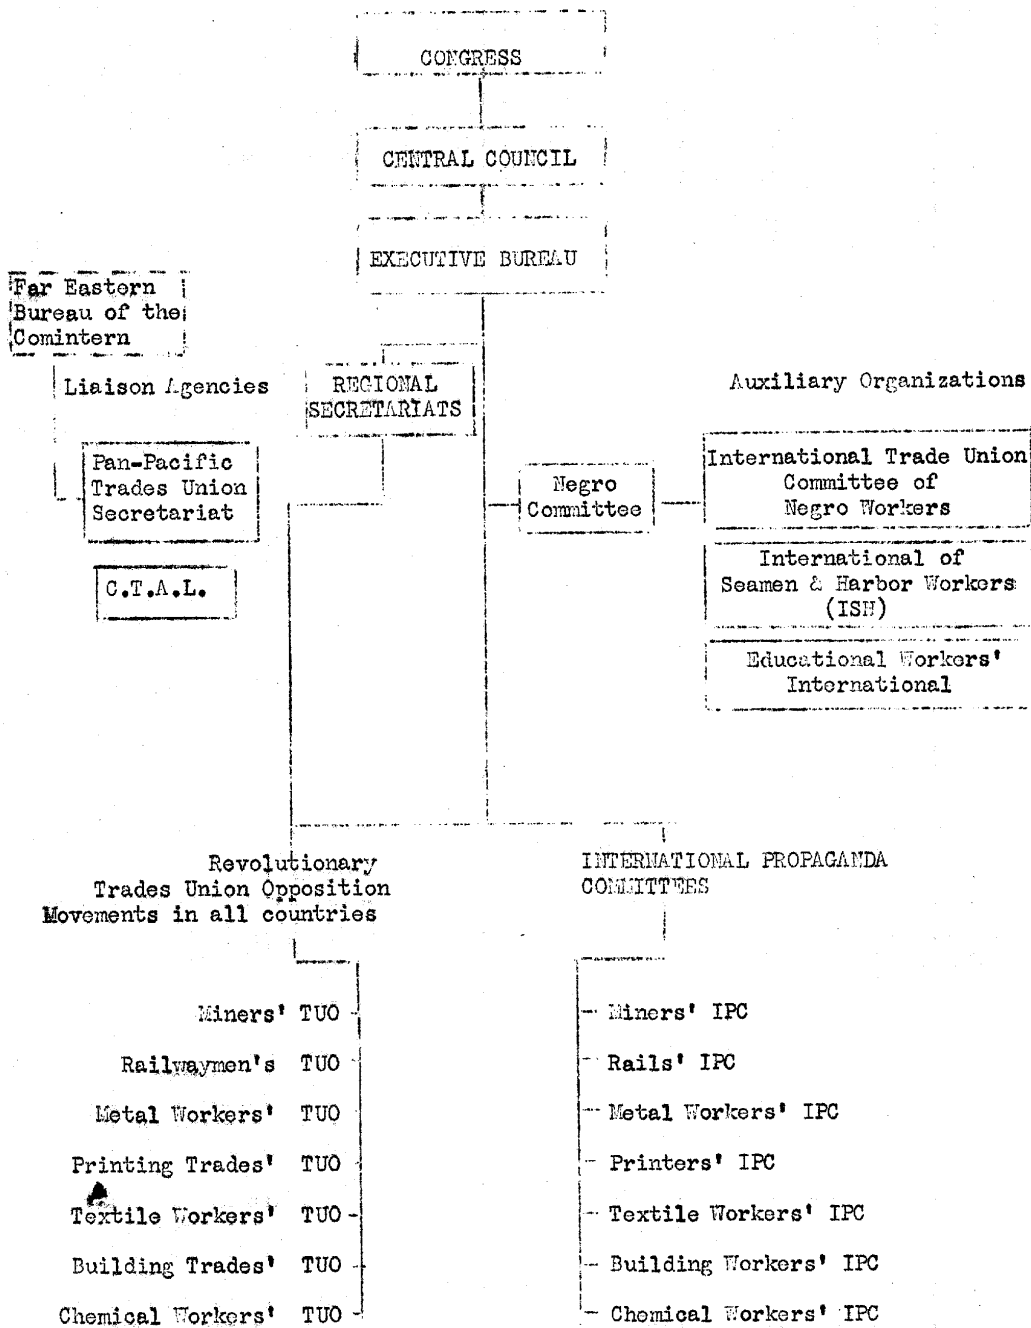 CONGRESS
CENTRAL COUNCIL
EXECUTIVE BUREAU
Far Eastern
Bureau of the
Comintern
Liaison Agencies
REGIONAL
SECRETARIATS
Auxiliary Organizations
Pan-Pacific
Trades Union
Secretariat
Negro
Committee
International Trade Union
Committee of
Negro Workers
C.T.A.L.
International of
Seamen & Harbor Workers
(ISH)
Educational Workers'
International
Revolutionary
Trades Union Opposition
Movements in all countries
INTERNATIONAL PROPAGANDA
COMMITTEES
Miners' TUO
Railwaymen's TUO
Metal Workers' TUO
Printing Trades' TUO
Textile Workers' TUO
Building Trades' TUO
Chemical Workers' TUO
Miners' IPC
Rails' IPC
Metal Workers' IPC
Printers' IPC
Textile Workers' IPC
Building Workers' IPC
Chemical Workers' IPC